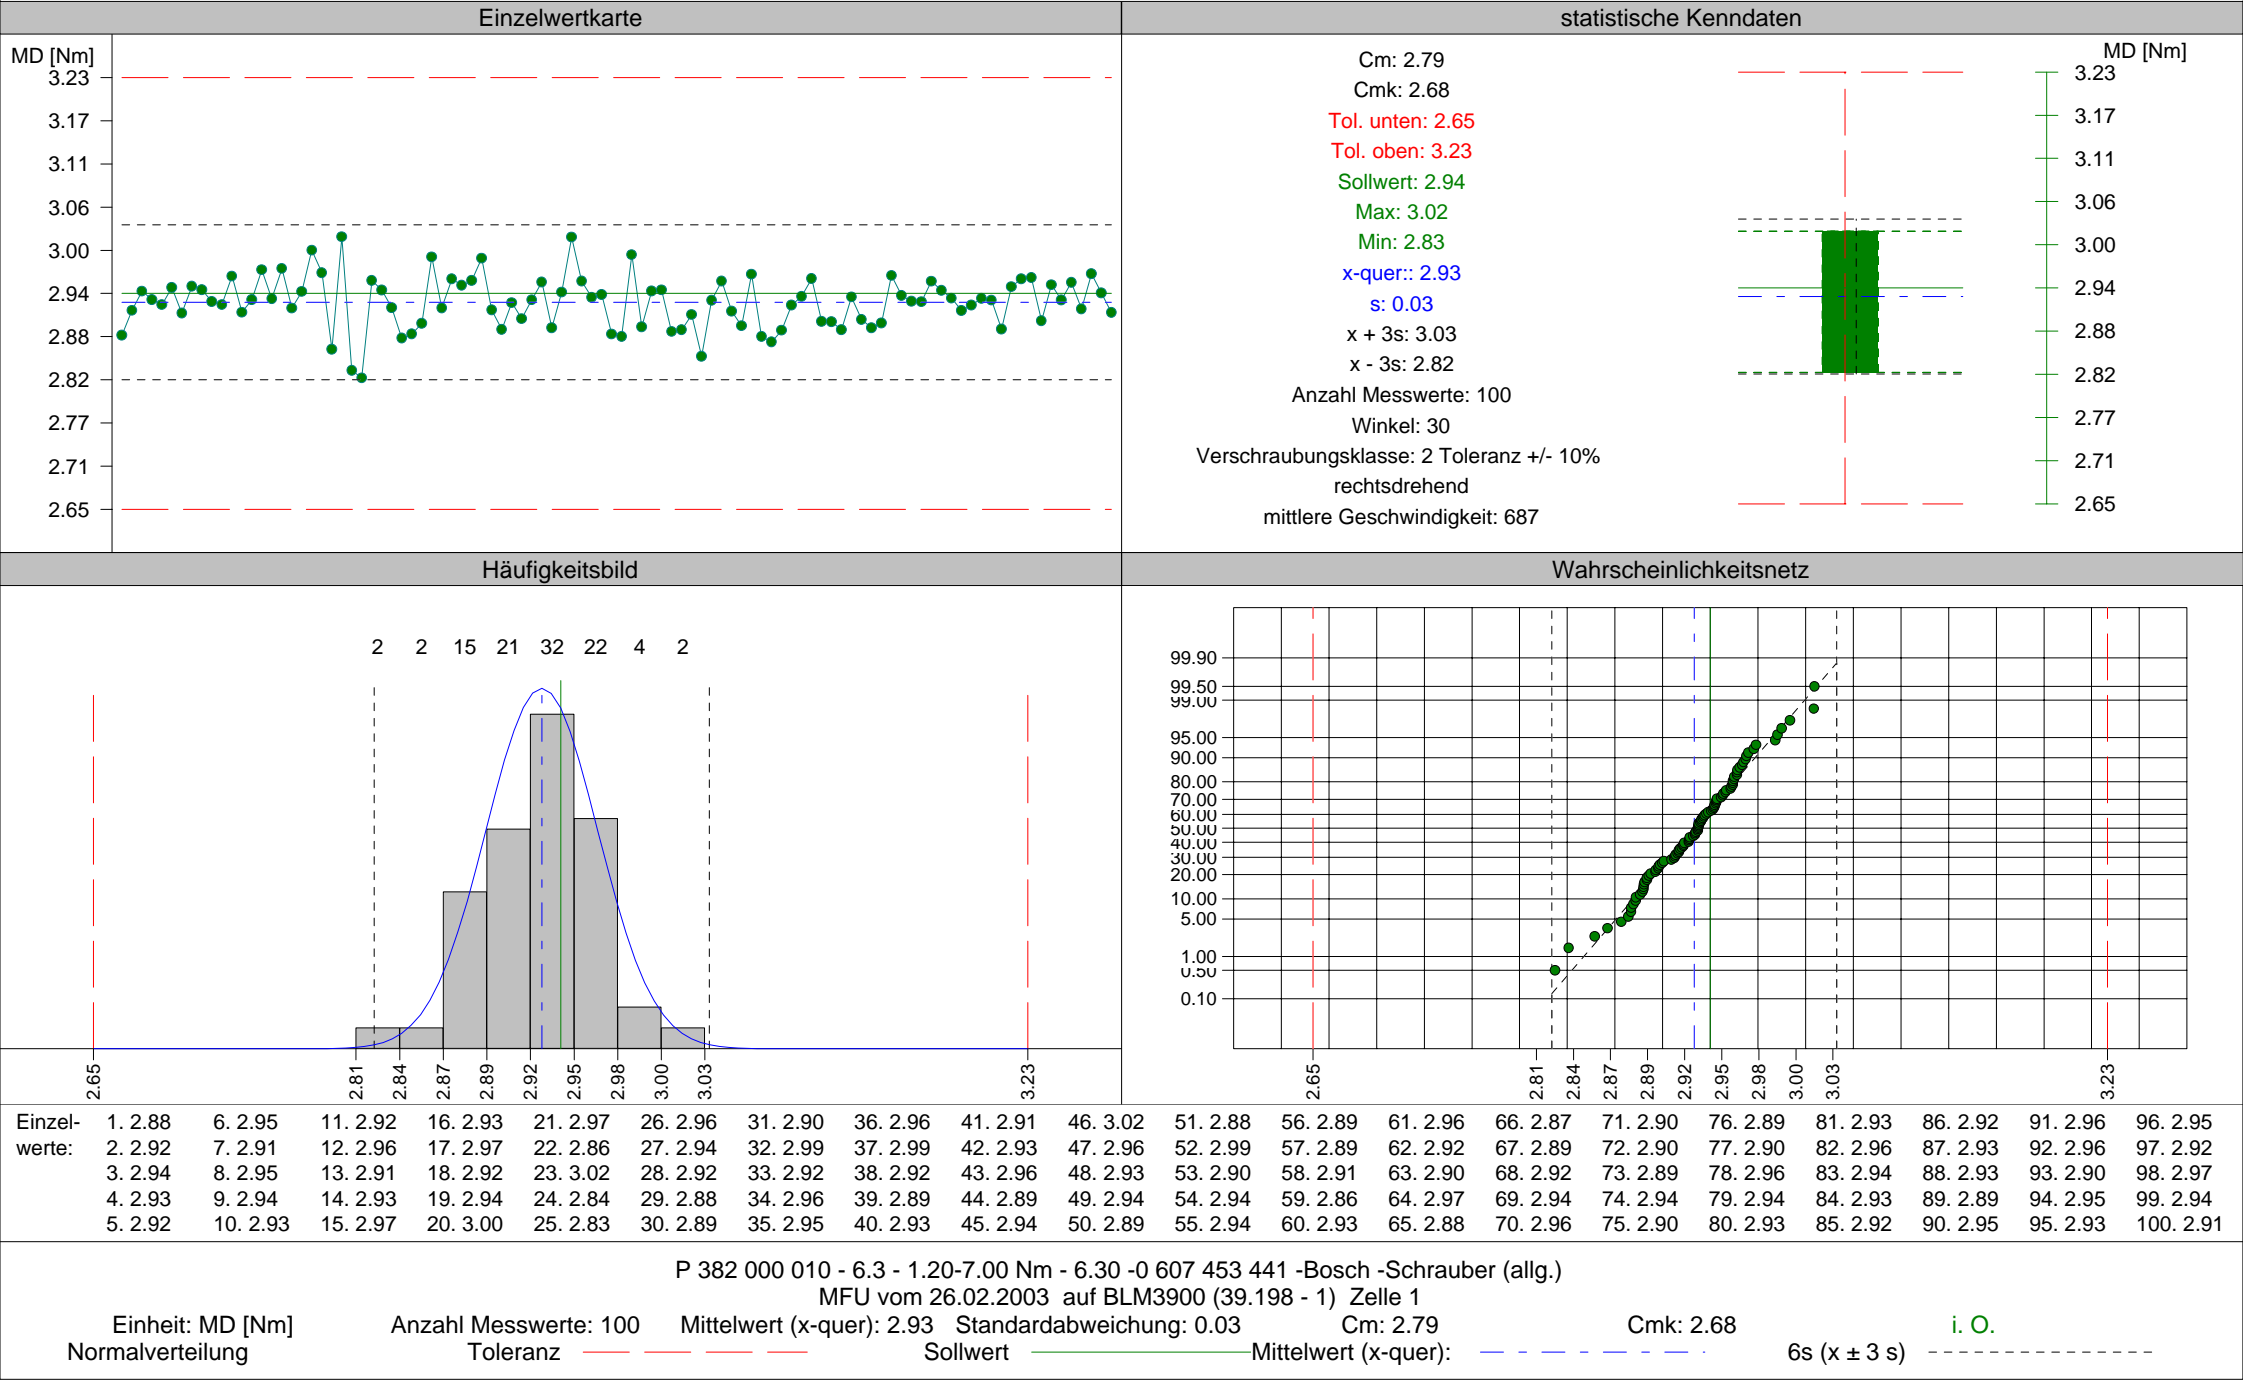 Einzelwertkarte
MD [Nm]
3.23
3.17
3.11
3.06
3.00
2.94
2.88
2.82
2.77
2.71
2.65
statistische Kenndaten
Cm: 2.79
Cmk: 2.68
Tol. unten: 2.65
Tol. oben: 3.23
Sollwert: 2.94
Max: 3.02
Min: 2.83
x-quer:: 2.93
s: 0.03
x + 3s: 3.03
x - 3s: 2.82
Anzahl Messwerte: 100
Winkel: 30
Verschraubungsklasse: 2 Toleranz +/- 10%
rechtsdrehend
mittlere Geschwindigkeit: 687
MD [Nm]
3.23
3.17
3.11
3.06
3.00
2.94
2.88
2.82
2.77
2.71
2.65
Häufigkeitsbild
2 2 15 21 32 22 4 2
2.65 2.81 2.84 2.87 2.89 2.92 2.95 2.98 3.00 3.03 3.23
Wahrscheinlichkeitsnetz
99.90
99.50
99.00
95.00
90.00
80.00
70.00
60.00
50.00
40.00
30.00
20.00
10.00
5.00
1.00
0.50
0.10
2.65 2.81 2.84 2.87 2.89 2.92 2.95 2.98 3.00 3.03 3.23
Einzel- 1. 2.88 6. 2.95 11. 2.92 16. 2.93 21. 2.97 26. 2.96 31. 2.90 36. 2.96 41. 2.91 46. 3.02 51. 2.88 56. 2.89 61. 2.96 66. 2.87 71. 2.90 76. 2.89 81. 2.93 86. 2.92 91. 2.96 96. 2.95
werte: 2. 2.92 7. 2.91 12. 2.96 17. 2.97 22. 2.86 27. 2.94 32. 2.99 37. 2.99 42. 2.93 47. 2.96 52. 2.99 57. 2.89 62. 2.92 67. 2.89 72. 2.90 77. 2.90 82. 2.96 87. 2.93 92. 2.96 97. 2.92
3. 2.94 8. 2.95 13. 2.91 18. 2.92 23. 3.02 28. 2.92 33. 2.92 38. 2.92 43. 2.96 48. 2.93 53. 2.90 58. 2.91 63. 2.90 68. 2.92 73. 2.89 78. 2.96 83. 2.94 88. 2.93 93. 2.90 98. 2.97
4. 2.93 9. 2.94 14. 2.93 19. 2.94 24. 2.84 29. 2.88 34. 2.96 39. 2.89 44. 2.89 49. 2.94 54. 2.94 59. 2.86 64. 2.97 69. 2.94 74. 2.94 79. 2.94 84. 2.93 89. 2.89 94. 2.95 99. 2.94
5. 2.92 10. 2.93 15. 2.97 20. 3.00 25. 2.83 30. 2.89 35. 2.95 40. 2.93 45. 2.94 50. 2.89 55. 2.94 60. 2.93 65. 2.88 70. 2.96 75. 2.90 80. 2.93 85. 2.92 90. 2.95 95. 2.93 100. 2.91
P 382 000 010 - 6.3 - 1.20-7.00 Nm - 6.30 -0 607 453 441 -Bosch -Schrauber (allg.)
MFU vom 26.02.2003 auf BLM3900 (39.198 - 1) Zelle 1
Einheit: MD [Nm] Anzahl Messwerte: 100 Mittelwert (x-quer): 2.93 Standardabweichung: 0.03 Cm: 2.79 Cmk: 2.68 i. O.
Normalverteilung Toleranz Sollwert Mittelwert (x-quer): 6s (x ± 3 s)